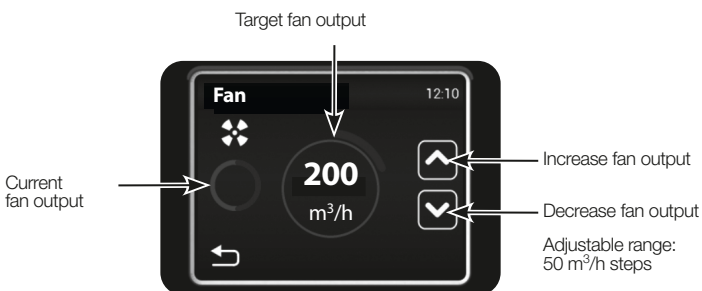 Target fan output
Fan
12:10
Current
fan output
200
m³/h
Increase fan output
Decrease fan output
Adjustable range:
50 m³/h steps